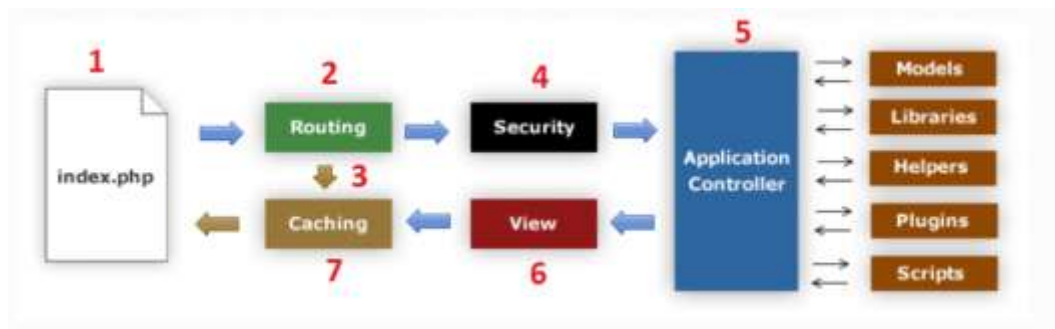 1
2
4
5
index.php
Routing
Security
Application
Controller
3
Caching
View
7
6
Models
Libraries
Helpers
Plugins
Scripts